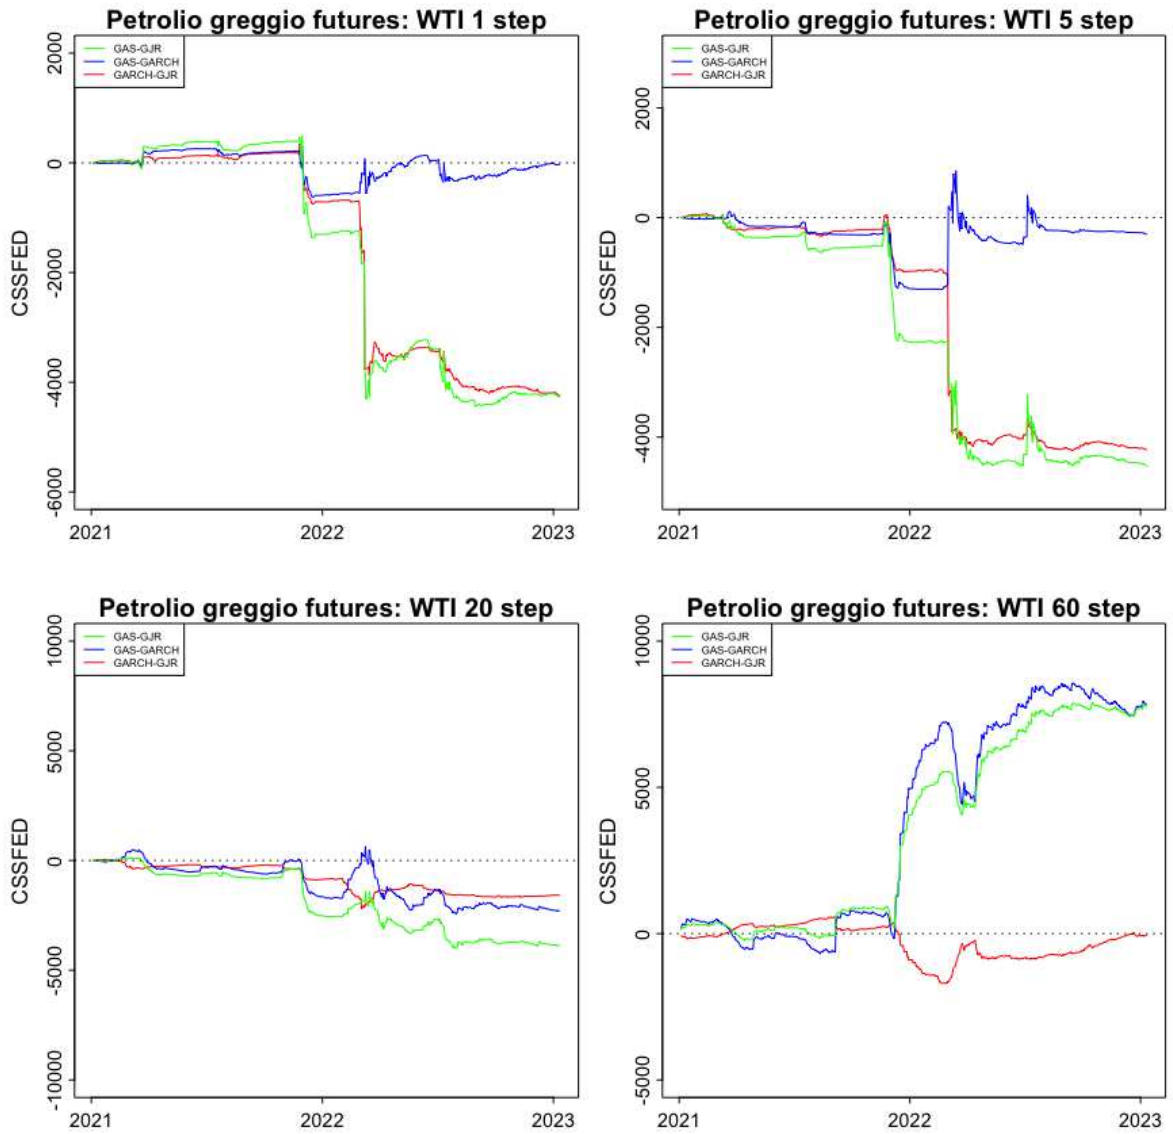 Petrolio greggio futures: WTI 1 step
GAS-GJR
GAS-GARCH
GARCH-GJR
CSSFED
2000
0
-2000
-4000
-6000
2021
2022
2023
Petrolio greggio futures: WTI 5 step
GAS-GJR
GAS-GARCH
GARCH-GJR
CSSFED
2000
0
-2000
-4000
2021
2022
2023
Petrolio greggio futures: WTI 20 step
GAS-GJR
GAS-GARCH
GARCH-GJR
CSSFED
10000
5000
0
-5000
-10000
2021
2022
2023
Petrolio greggio futures: WTI 60 step
GAS-GJR
GAS-GARCH
GARCH-GJR
CSSFED
10000
5000
0
-5000
2021
2022
2023